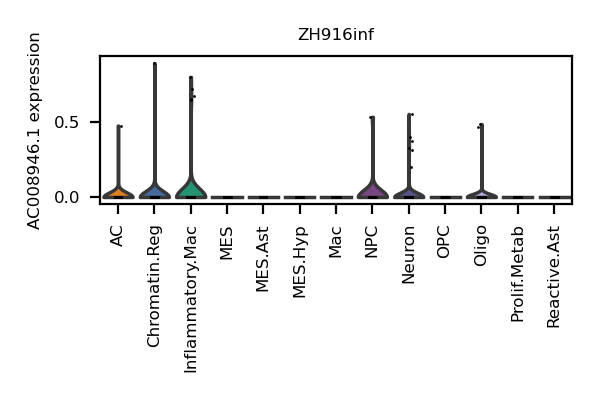 ZH916inf
AC008946.1 expression
0.5
0.0
AC
Chromatin.Reg
Inflammatory.Mac
MES
MES.Ast
MES.Hyp
Mac
NPC
Neuron
OPC
Oligo
Prolif.Metab
Reactive.Ast